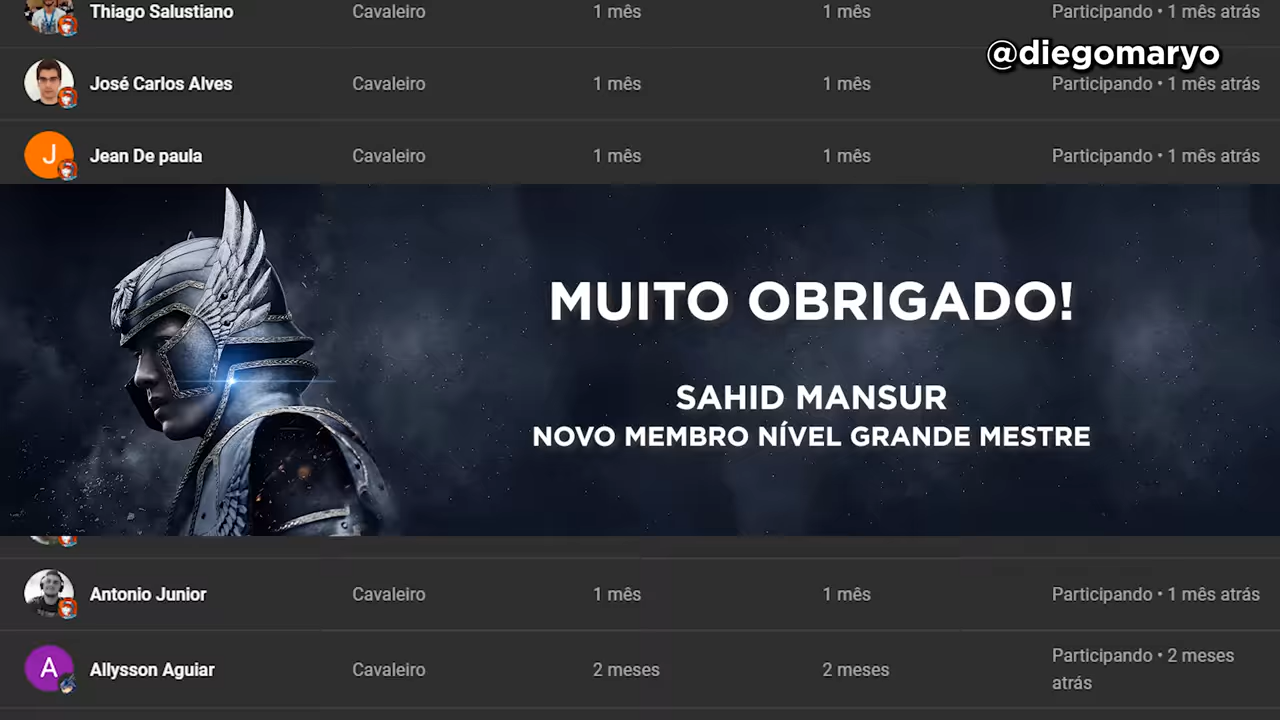 Thiago Salustiano Cavaleiro 1 mês 1 mês Participando • 1 mês atrás
@diegomaryo
José Carlos Alves Cavaleiro 1 mês 1 mês Participando • 1 mês atrás
J Jean De paula Cavaleiro 1 mês 1 mês Participando • 1 mês atrás
MUITO OBRIGADO!
SAHID MANSUR
NOVO MEMBRO NÍVEL GRANDE MESTRE
Antonio Junior Cavaleiro 1 mês 1 mês Participando • 1 mês atrás
A Allysson Aguiar Cavaleiro 2 meses 2 meses Participando • 2 meses
atrás